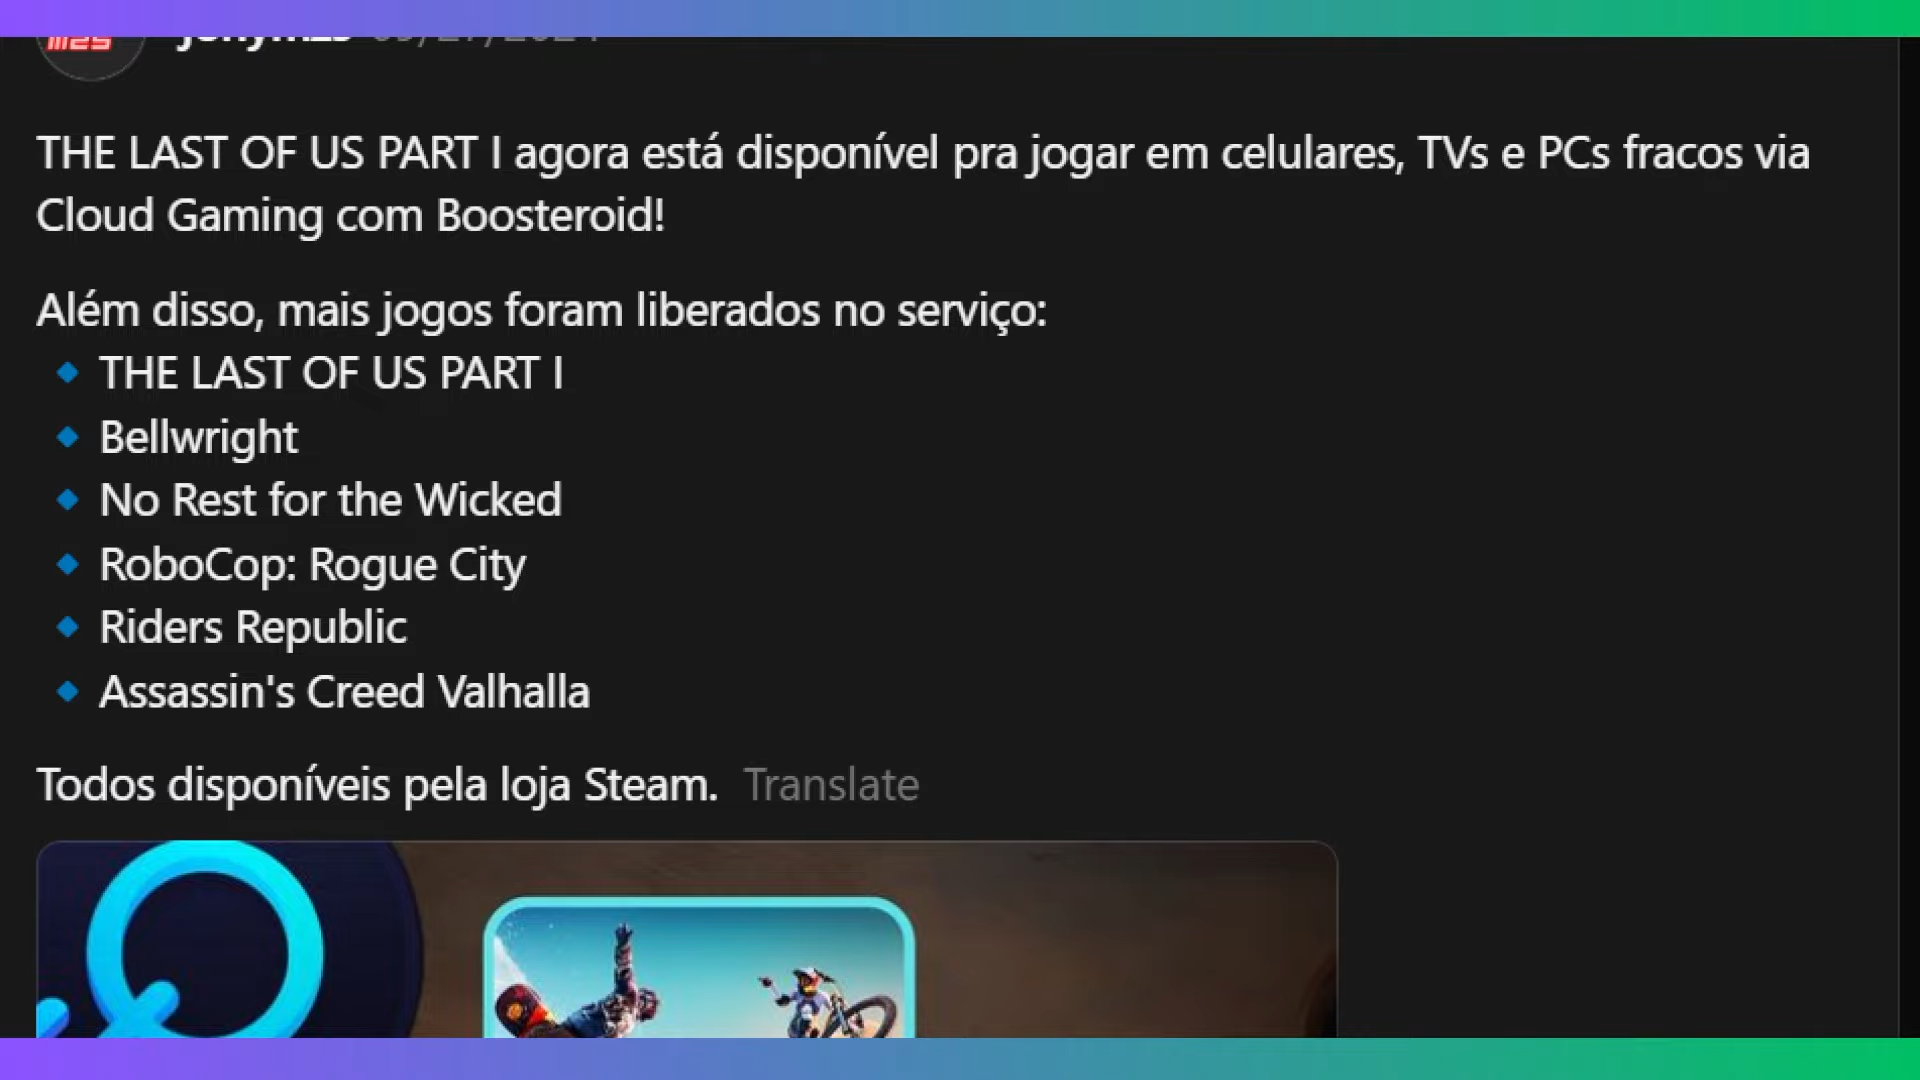 m25
THE LAST OF US PART I agora está disponível pra jogar em celulares, TVs e PCs fracos via
Cloud Gaming com Boosteroid!
Além disso, mais jogos foram liberados no serviço:
🔹 THE LAST OF US PART I
🔹 Bellwright
🔹 No Rest for the Wicked
🔹 RoboCop: Rogue City
🔹 Riders Republic
🔹 Assassin's Creed Valhalla
Todos disponíveis pela loja Steam. Translate